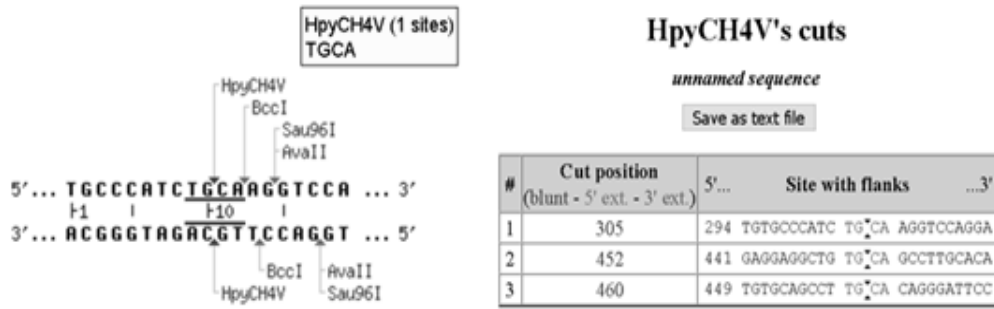 HpyCH4V (1 sites)
TGCA
HpyCH4V
BccI
Sau96I
AvaII
5′... TGCCCATCTGCAAGGTCCA ... 3′
1 10
3′... ACGGGTAGACGTTCCAGGT ... 5′
BccI AvaII
HpyCH4V Sau96I
HpyCH4V's cuts
unnamed sequence
Save as text file
# Cut position 5'... Site with flanks ...3'
(blunt - 5' ext. - 3' ext.)
1 305 294 TGTGCCCATC TG CA AGGTCCAGGA
2 452 441 GAGGAGGCTG TG CA GCCTTGCACA
3 460 449 TGTGCAGCCT TG CA CAGGGATTCC